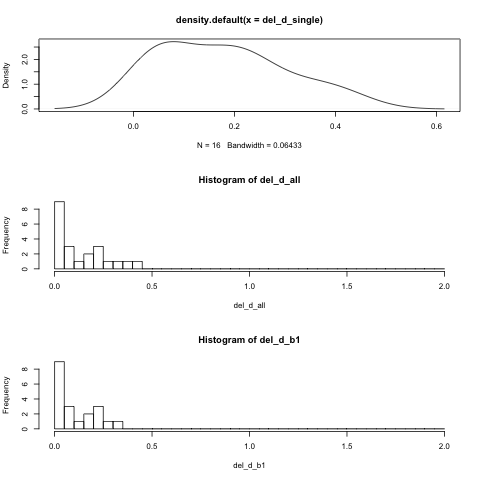 density.default(x = del_d_single)
Density
0.0 1.0 2.0
0.0 0.2 0.4 0.6
N = 16 Bandwidth = 0.06433
Histogram of del_d_all
Frequency
0 2 4 6 8
0.0 0.5 1.0 1.5 2.0
del_d_all
Histogram of del_d_b1
Frequency
0 2 4 6 8
0.0 0.5 1.0 1.5 2.0
del_d_b1